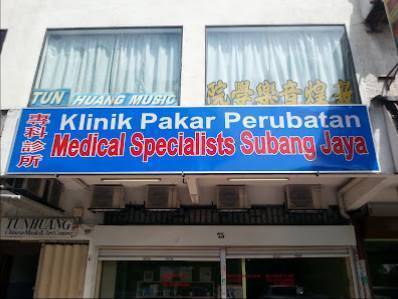 TUN HUANG MUSIC
院學樂音煌敦
專科診所
Klinik Pakar Perubatan
Medical Specialists Subang Jaya
TUNHUANG
75